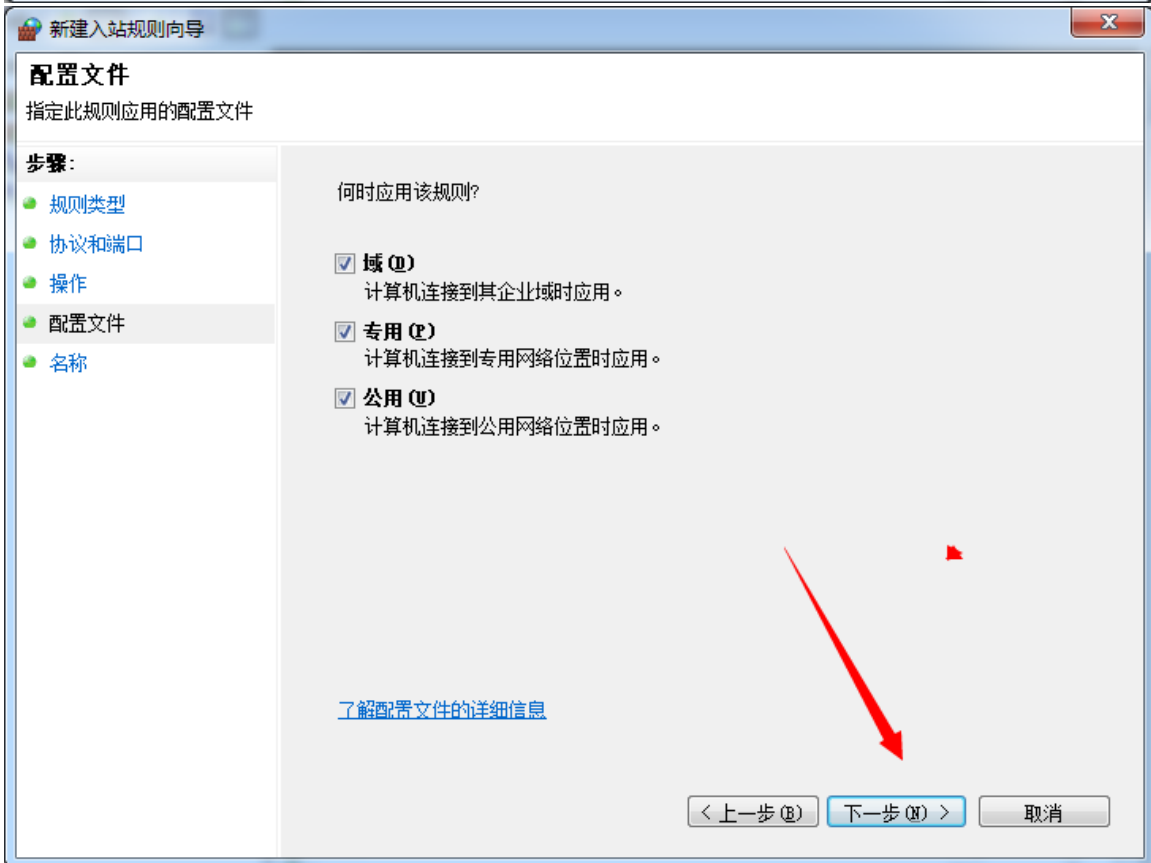 新建入站规则向导
配置文件
指定此规则应用的配置文件
步骤:
规则类型
协议和端口
操作
配置文件
名称
何时应用该规则?
域(D)
计算机连接到其企业域时应用。
专用(P)
计算机连接到专用网络位置时应用。
公用(U)
计算机连接到公用网络位置时应用。
了解配置文件的详细信息
< 上一步(B)
下一步(N) >
取消